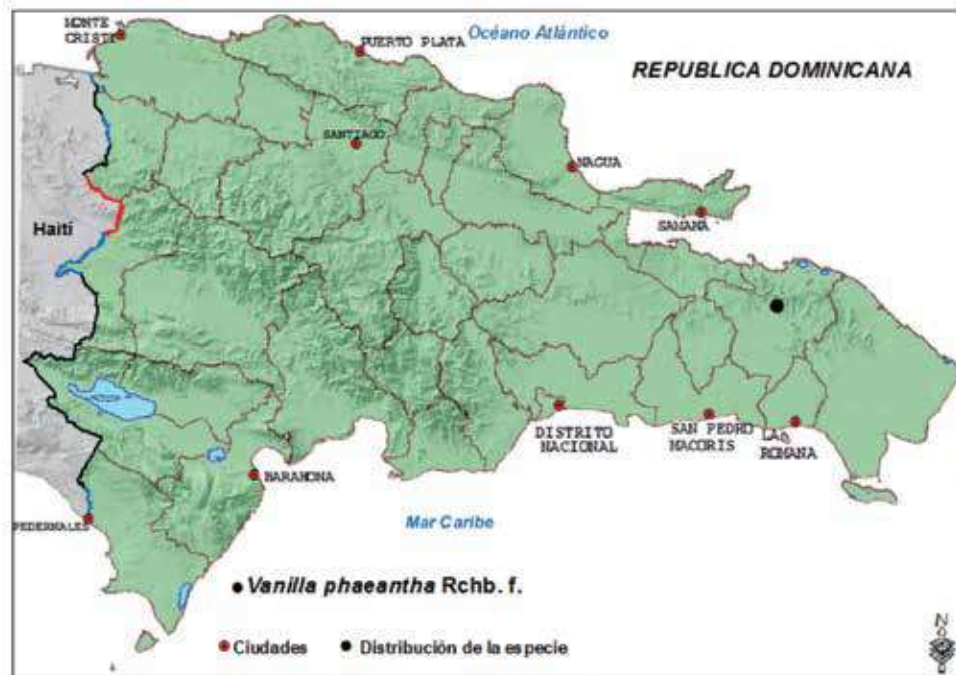 MONTE
CRISTI
PUERTO PLATA
Océano Atlántico
REPUBLICA DOMINICANA
SANTIAGO
NAGUA
SAMANA
Haití
DISTRITO
NACIONAL
SAN PEDRO
MACORIS
LA
ROMANA
BARAHONA
PEDERNALES
Mar Caribe
Vanilla phaeantha Rchb. f.
Ciudades
Distribución de la especie
N